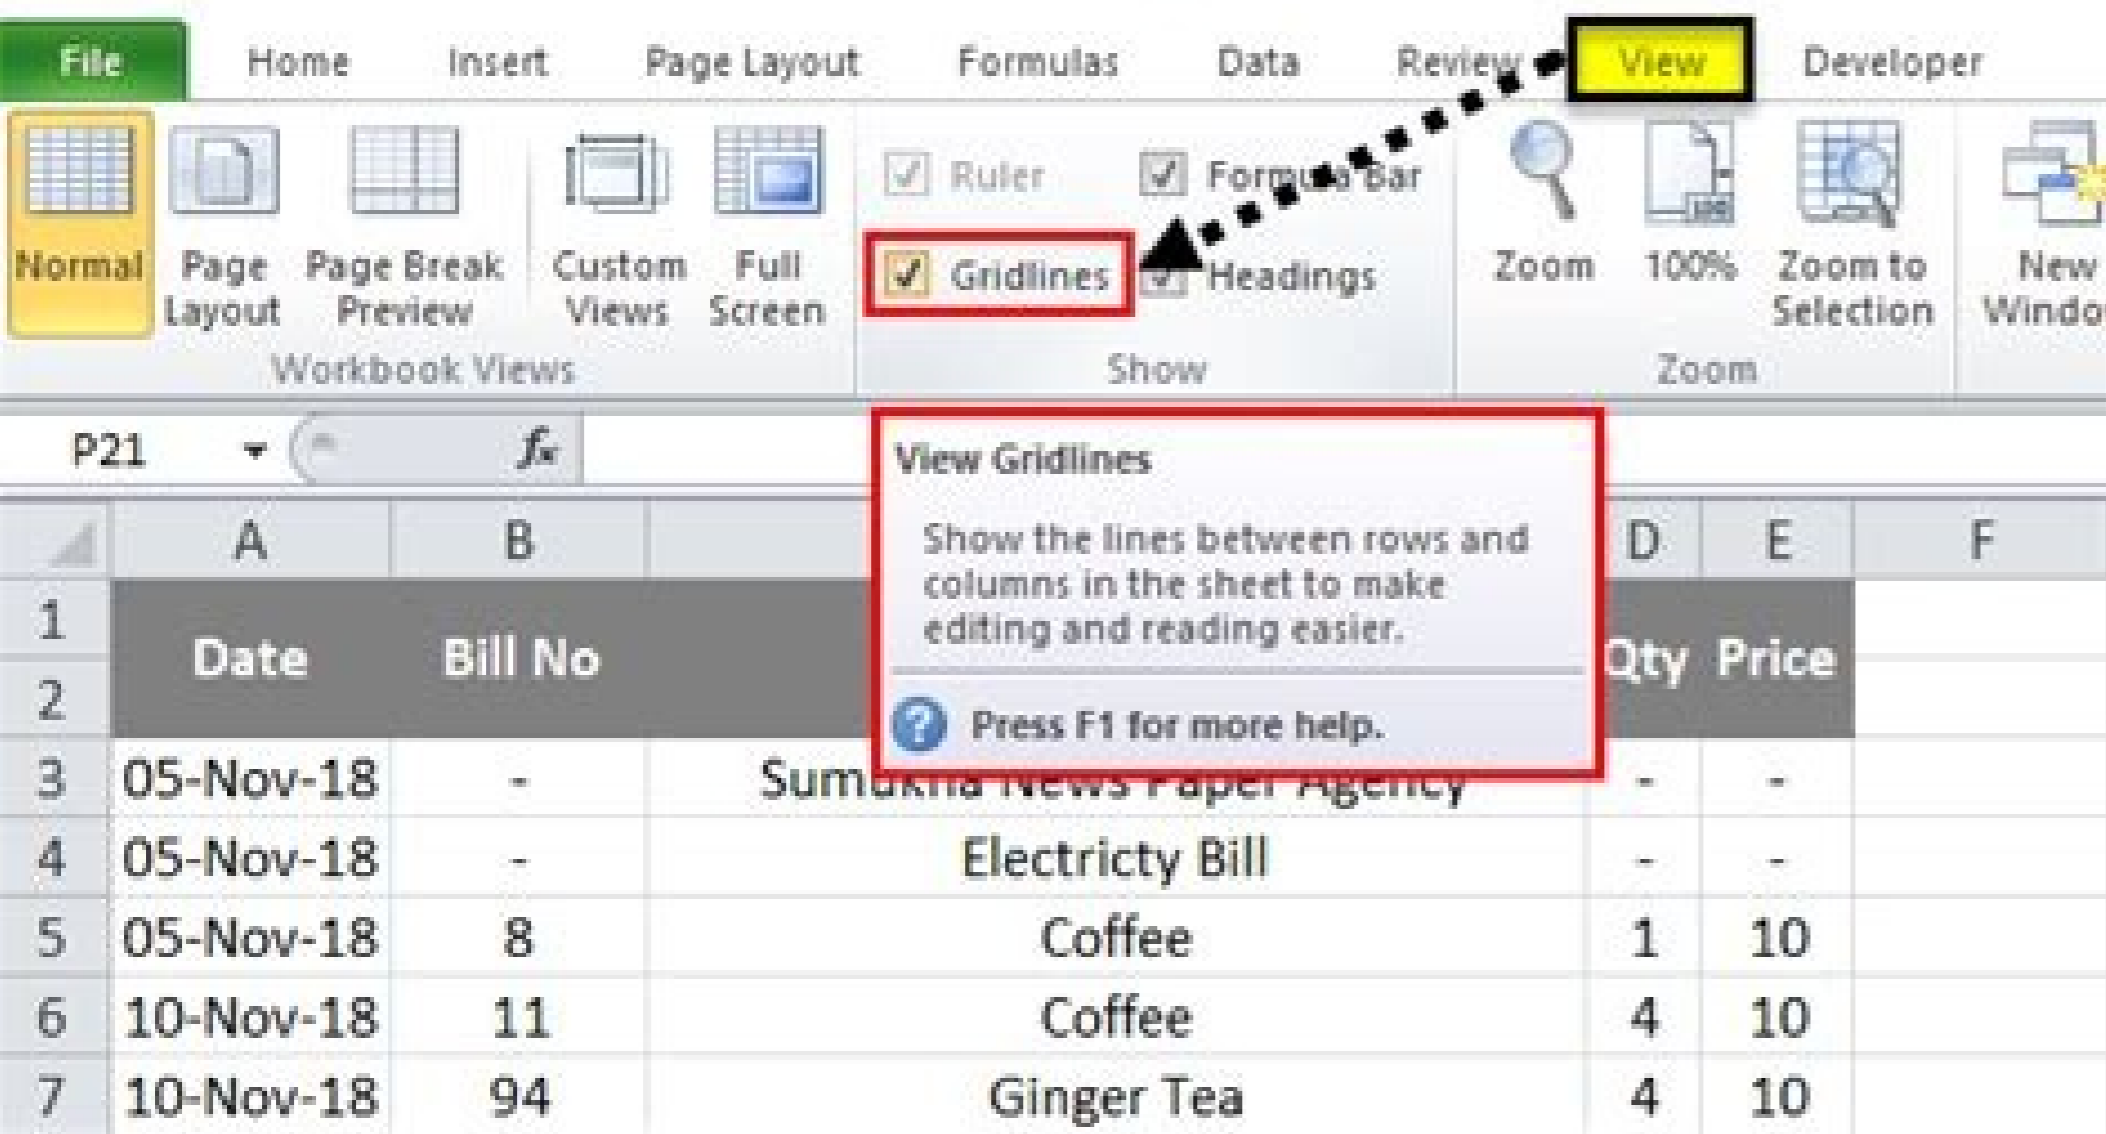 File Home Insert Page Layout Formulas Data Review View Developer
Ruler Formula Bar
Normal Page Layout Page Break Preview Custom Views Full Screen Gridlines Headings Zoom 100% Zoom to Selection New
Workbook Views Show Zoom
P21 fx
View Gridlines
Show the lines between rows and
columns in the sheet to make
editing and reading easier.
Press F1 for more help.
A B D E F
1
Date Bill No Qty Price
2
3 05-Nov-18 - Sumukha News Paper Agency - -
4 05-Nov-18 - Electricty Bill - -
5 05-Nov-18 8 Coffee 1 10
6 10-Nov-18 11 Coffee 4 10
7 10-Nov-18 94 Ginger Tea 4 10